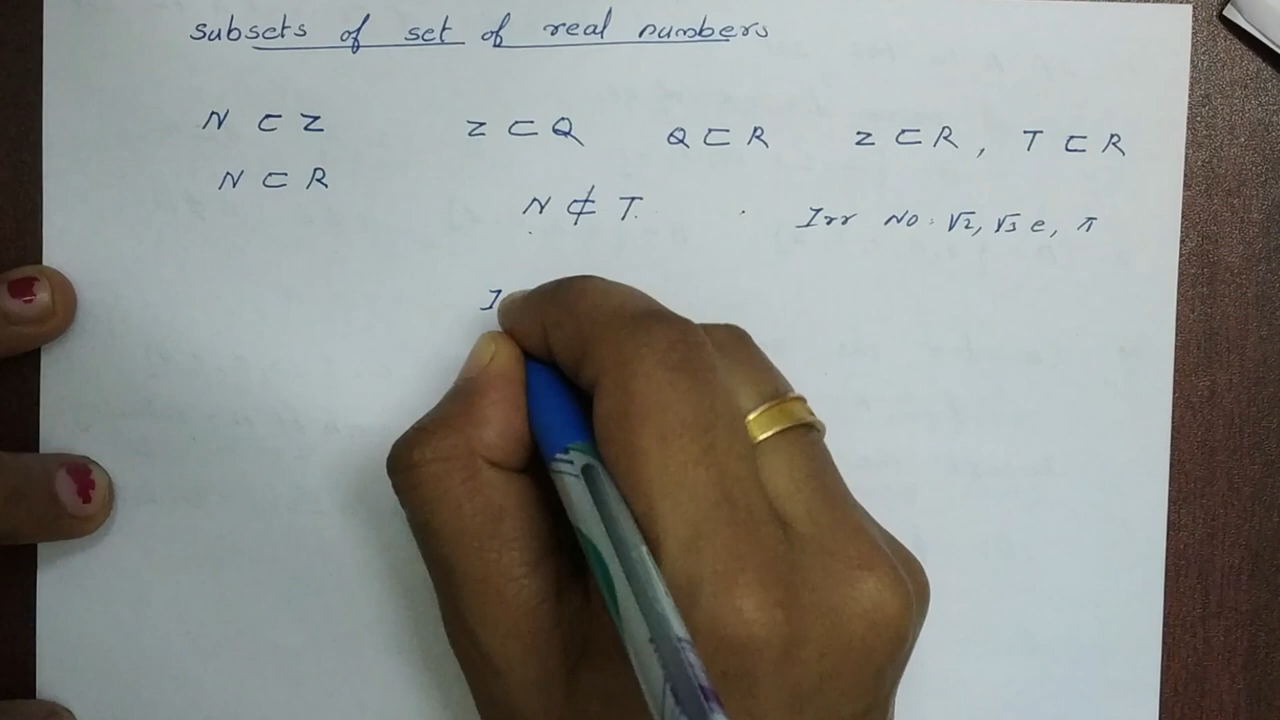 subsets of set of real numbers
N ⊂ Z Z ⊂ Q Q ⊂ R Z ⊂ R, T ⊂ R
N ⊂ R
N ⊄ T. Irr No: √2, √3 e, π
I